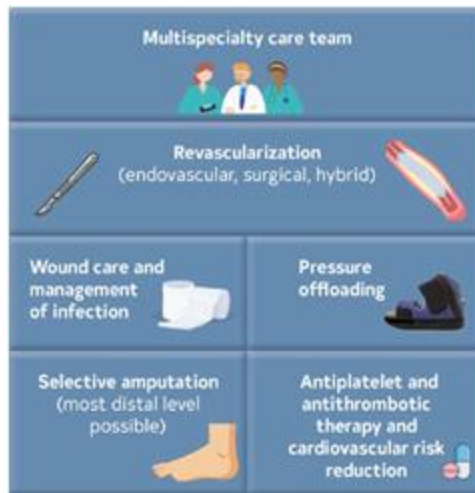 Multispecialty care team
Revascularization
(endovascular, surgical, hybrid)
Wound care and
management
of infection
Pressure
offloading
Selective amputation
(most distal level
possible)
Antiplatelet and
antithrombotic
therapy and
cardiovascular risk
reduction